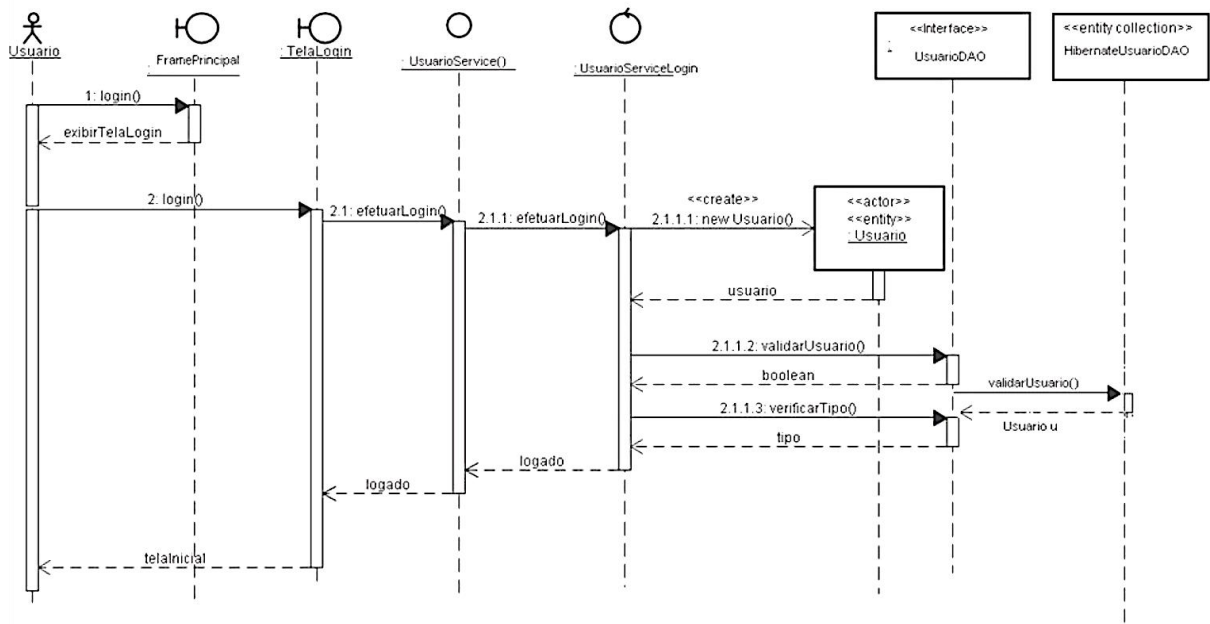 Usuario
: FramePrincipal
: TelaLogin
: UsuarioService()
: UsuarioServiceLogin
<<Interface>>
:
UsuarioDAO
<<entity collection>>
HibernateUsuarioDAO
1: login()
exibirTelaLogin
2: login()
2.1: efetuarLogin()
2.1.1: efetuarLogin()
<<create>>
2.1.1.1: new Usuario()
<<actor>>
<<entity>>
: Usuario
usuario
2.1.1.2: validarUsuario()
boolean
validarUsuario()
2.1.1.3: verificarTipo()
Usuario u
tipo
logado
logado
telaInicial